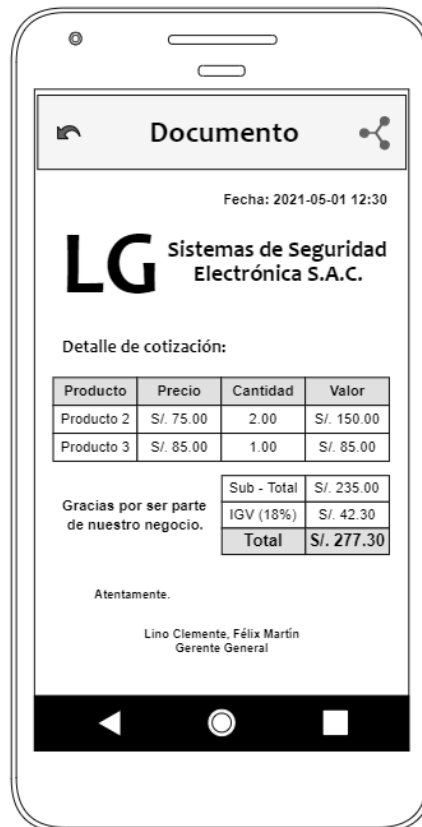 Documento
Fecha: 2021-05-01 12:30
LG Sistemas de Seguridad
Electrónica S.A.C.
Detalle de cotización:
Producto Precio Cantidad Valor
Producto 2 S/. 75.00 2.00 S/. 150.00
Producto 3 S/. 85.00 1.00 S/. 85.00
Sub - Total S/. 235.00
Gracias por ser parte
de nuestro negocio.
IGV (18%) S/. 42.30
Total S/. 277.30
Atentamente.
Lino Clemente, Félix Martín
Gerente General